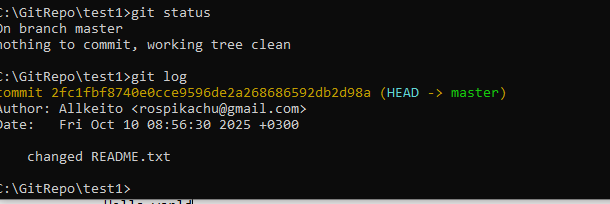 C:\GitRepo\test1>git status
On branch master
nothing to commit, working tree clean
C:\GitRepo\test1>git log
commit 2fc1fbf8740e0cce9596de2a268686592db2d98a (HEAD -> master)
Author: Allkeito <rospikachu@gmail.com>
Date:   Fri Oct 10 08:56:30 2025 +0300
changed README.txt
C:\GitRepo\test1>